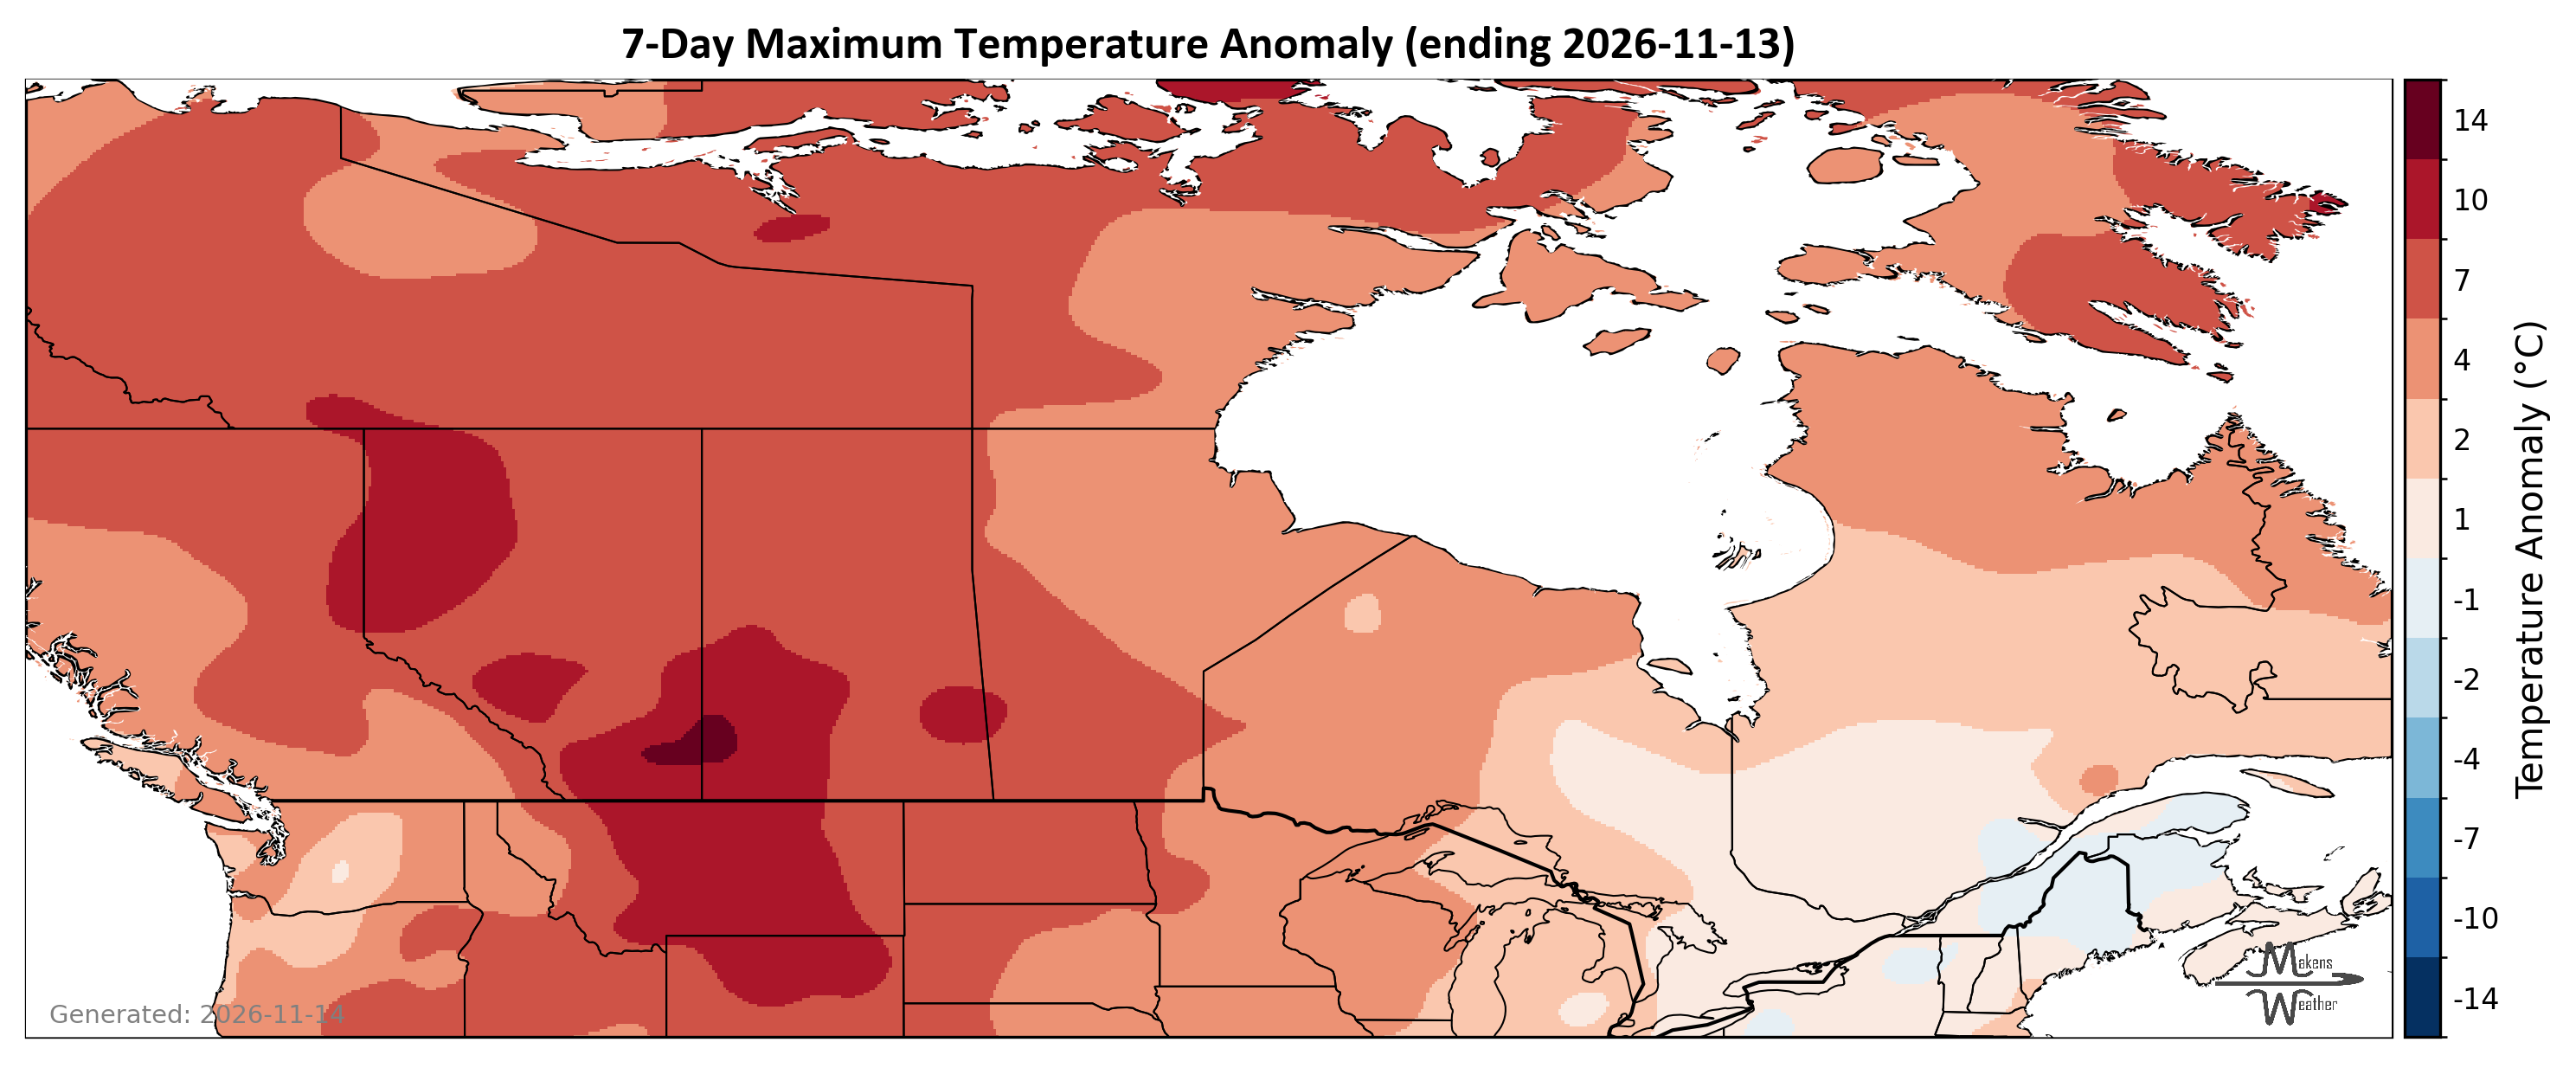 7-Day Maximum Temperature Anomaly (ending 2026-11-13)
14
10
7
4
2
1
-1
-2
-4
-7
-10
-14
Temperature Anomaly (°C)
Makens
Weather
Generated: 2026-11-14